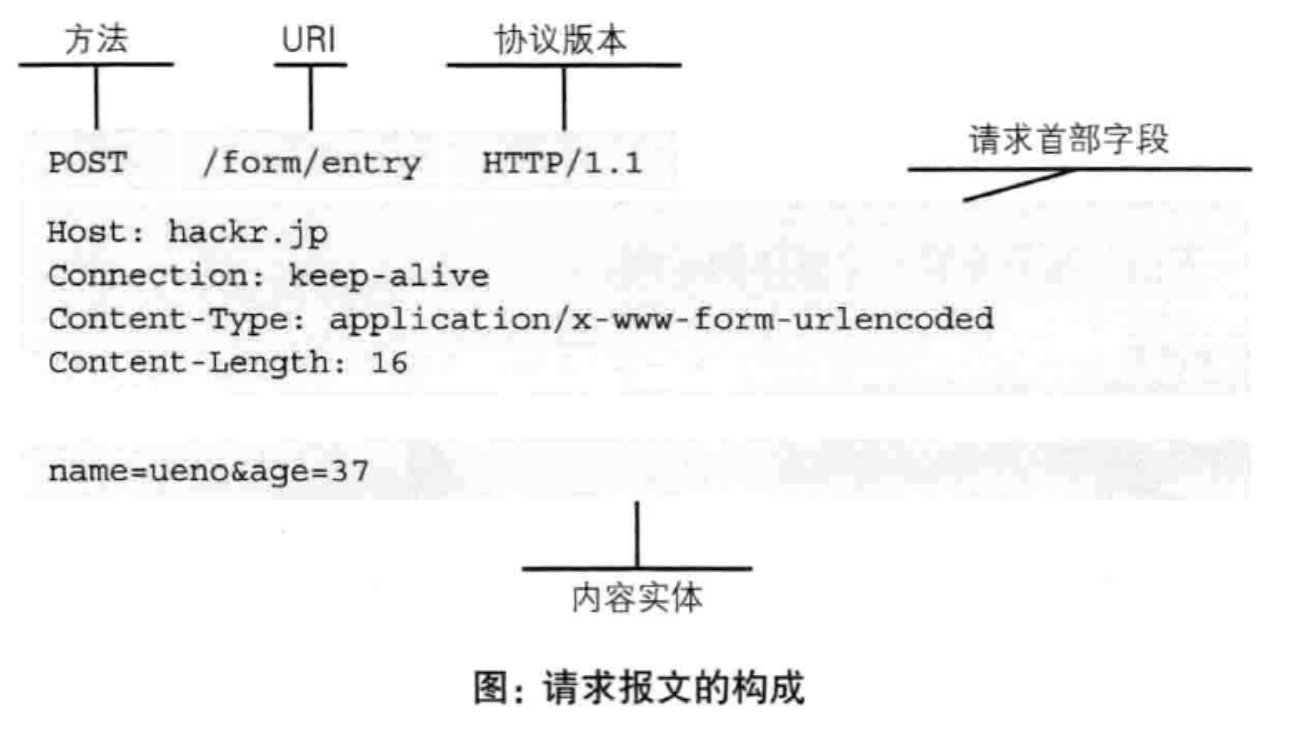 方法 URI 协议版本
请求首部字段
POST /form/entry HTTP/1.1
Host: hackr.jp
Connection: keep-alive
Content-Type: application/x-www-form-urlencoded
Content-Length: 16
name=ueno&age=37
内容实体
图：请求报文的构成